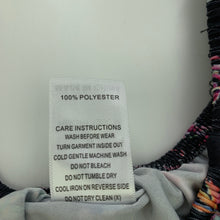 100% POLYESTER
CARE INSTRUCTIONS
WASH BEFORE WEAR
TURN GARMENT INSIDE OUT
COLD GENTLE MACHINE WASH
DO NOT BLEACH
DO NOT TUMBLE DRY
COOL IRON ON REVERSE SIDE
DO NOT DRY CLEAN (X)